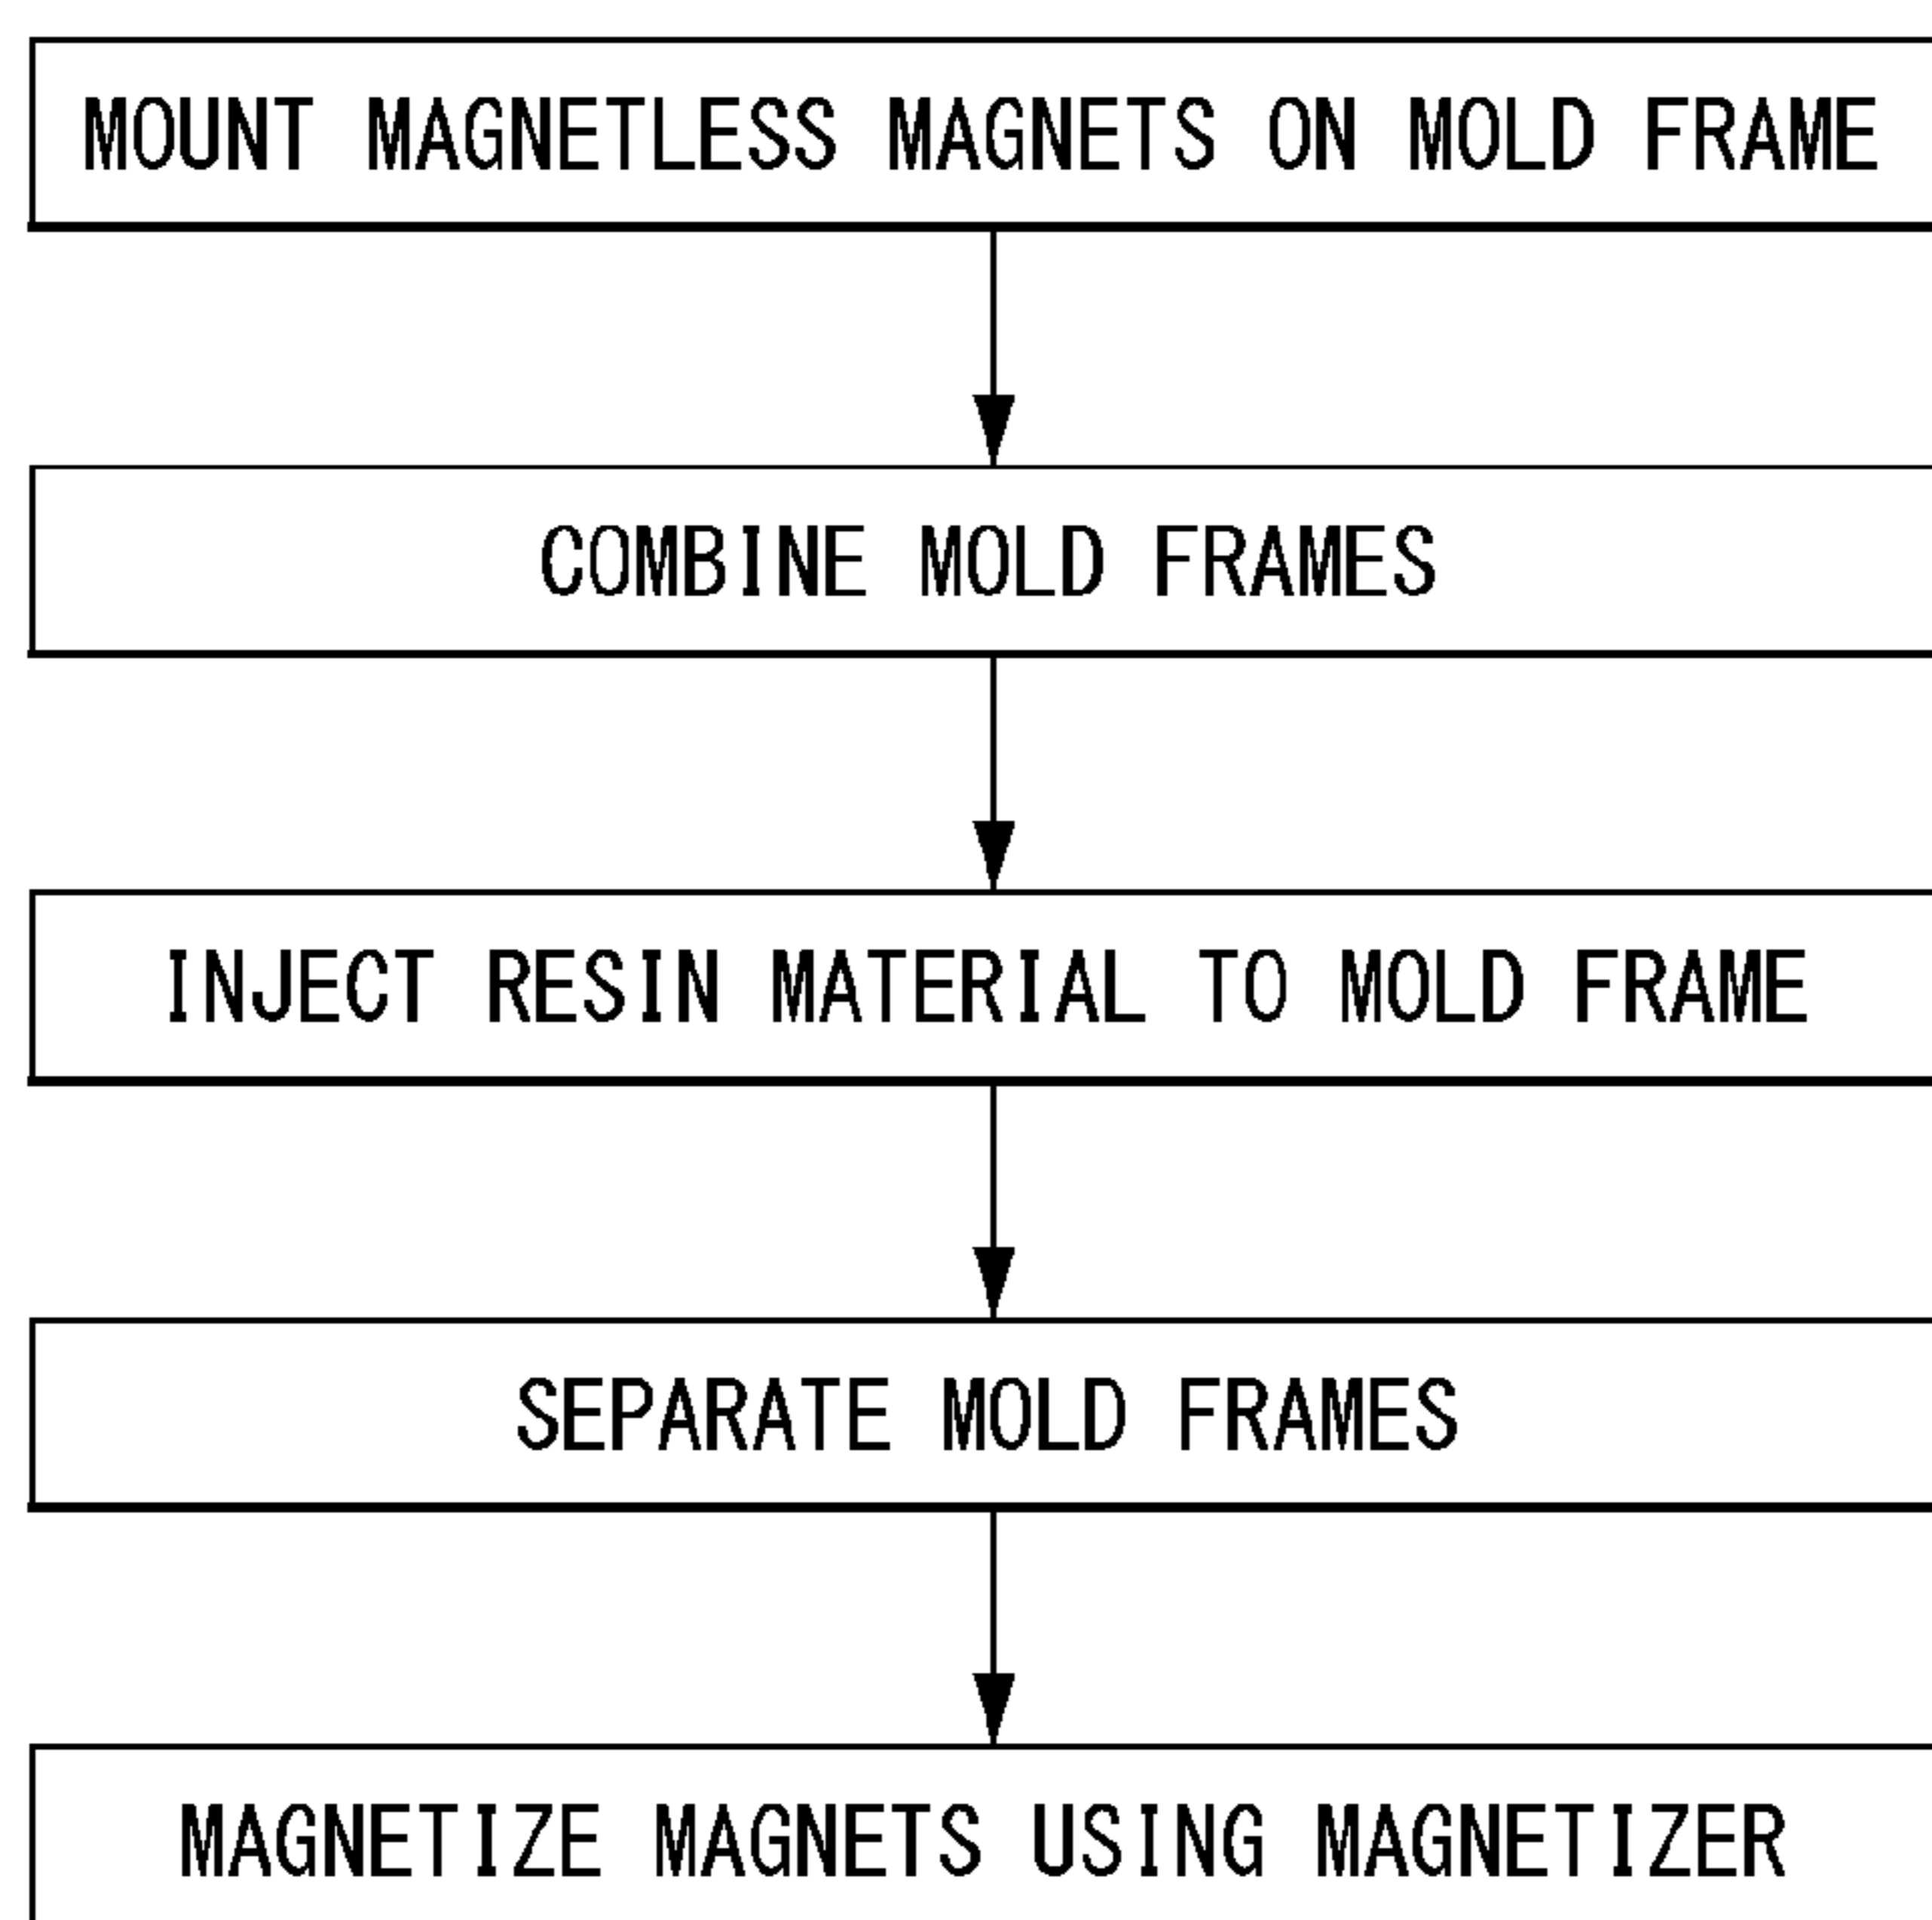 MOUNT MAGNETLESS MAGNETS ON MOLD FRAME
COMBINE MOLD FRAMES
INJECT RESIN MATERIAL TO MOLD FRAME
SEPARATE MOLD FRAMES
MAGNETIZE MAGNETS USING MAGNETIZER